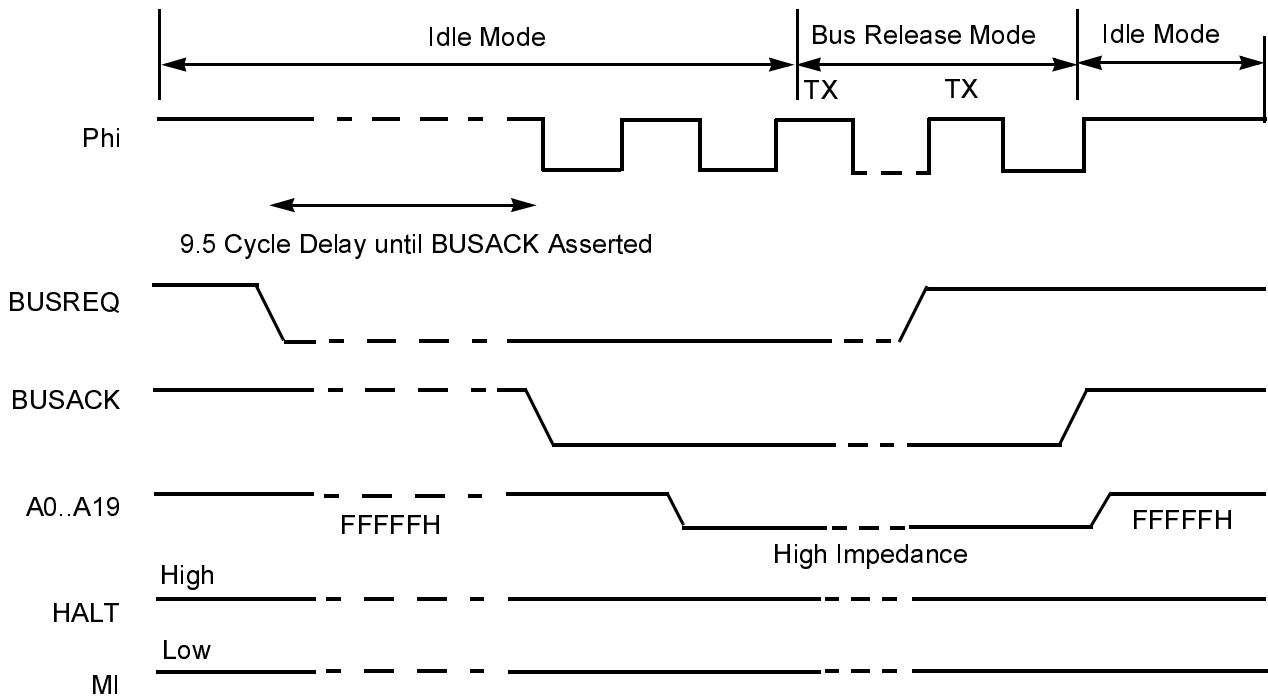 Idle Mode
Bus Release Mode
Idle Mode
TX
TX
Phi
9.5 Cycle Delay until BUSACK Asserted
BUSREQ
BUSACK
A0..A19
FFFFFH
FFFFFH
High Impedance
High
HALT
Low
MI